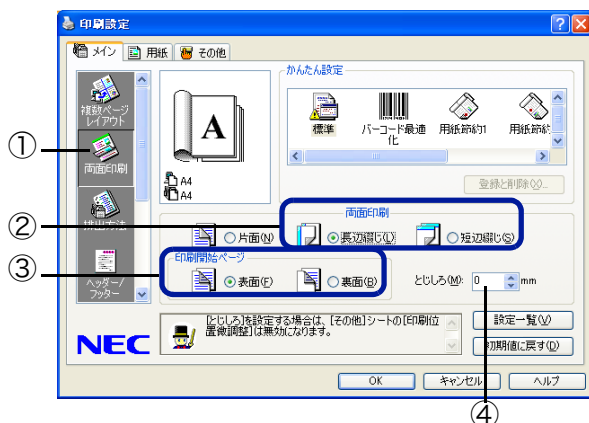 印刷設定
メイン 用紙 その他
かんたん設定
複数ページ
レイアウト
両面印刷
排出方法
ヘッダー/
フッター
A
A4
A4
標準
バーコード最適
化
用紙節約1
用紙節約
登録と削除(X)...
①
②
③
④
両面印刷
片面(N)
長辺綴じ(L)
短辺綴じ(S)
印刷開始ページ
表面(F)
裏面(B)
とじしろ(M): 0 mm
NEC
[とじしろ]を設定する場合は、[その他]シートの[印刷位
置微調整]は無効になります。
設定一覧(V)
初期値に戻す(D)
OK
キャンセル
ヘルプ